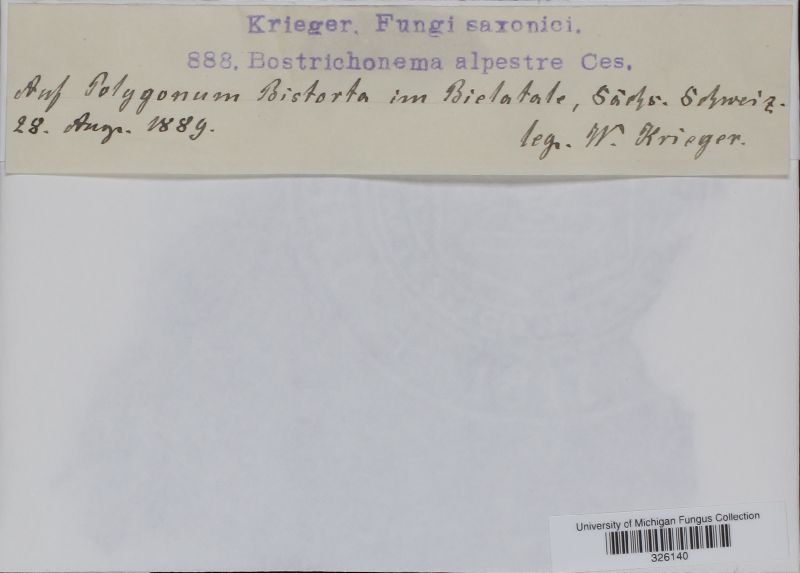 Krieger, Fungi saxonici.
888. Bostrichonema alpestre Ces.
Auf Polygonum Bistorta im Bielatale, Sächs. Schweiz.
28. Aug. 1889. leg. W. Krieger.
University of Michigan Fungus Collection
326140